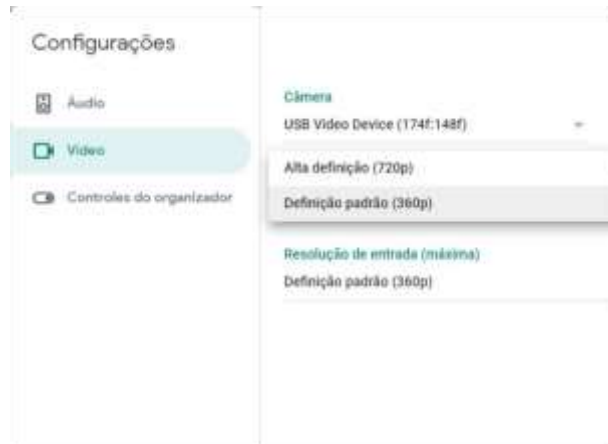 Configurações
Áudio
Vídeo
Controles do organizador
Câmera
USB Video Device (174f:148f)
Alta definição (720p)
Definição padrão (360p)
Resolução de entrada (máxima)
Definição padrão (360p)